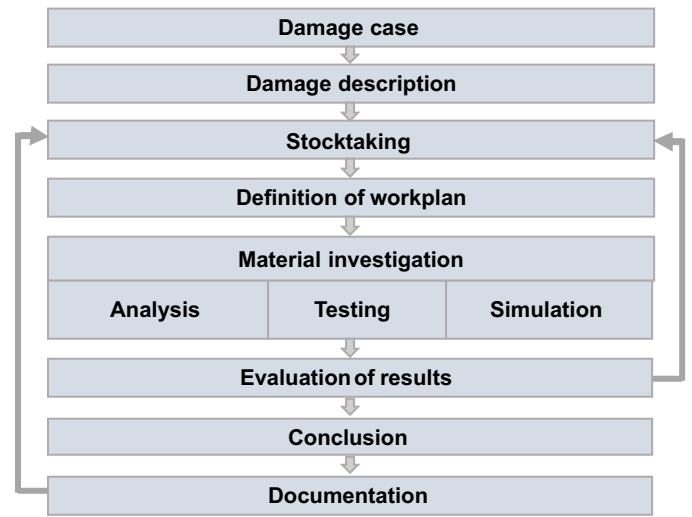 Damage case
Damage description
Stocktaking
Definition of workplan
Material investigation
Analysis
Testing
Simulation
Evaluation of results
Conclusion
Documentation